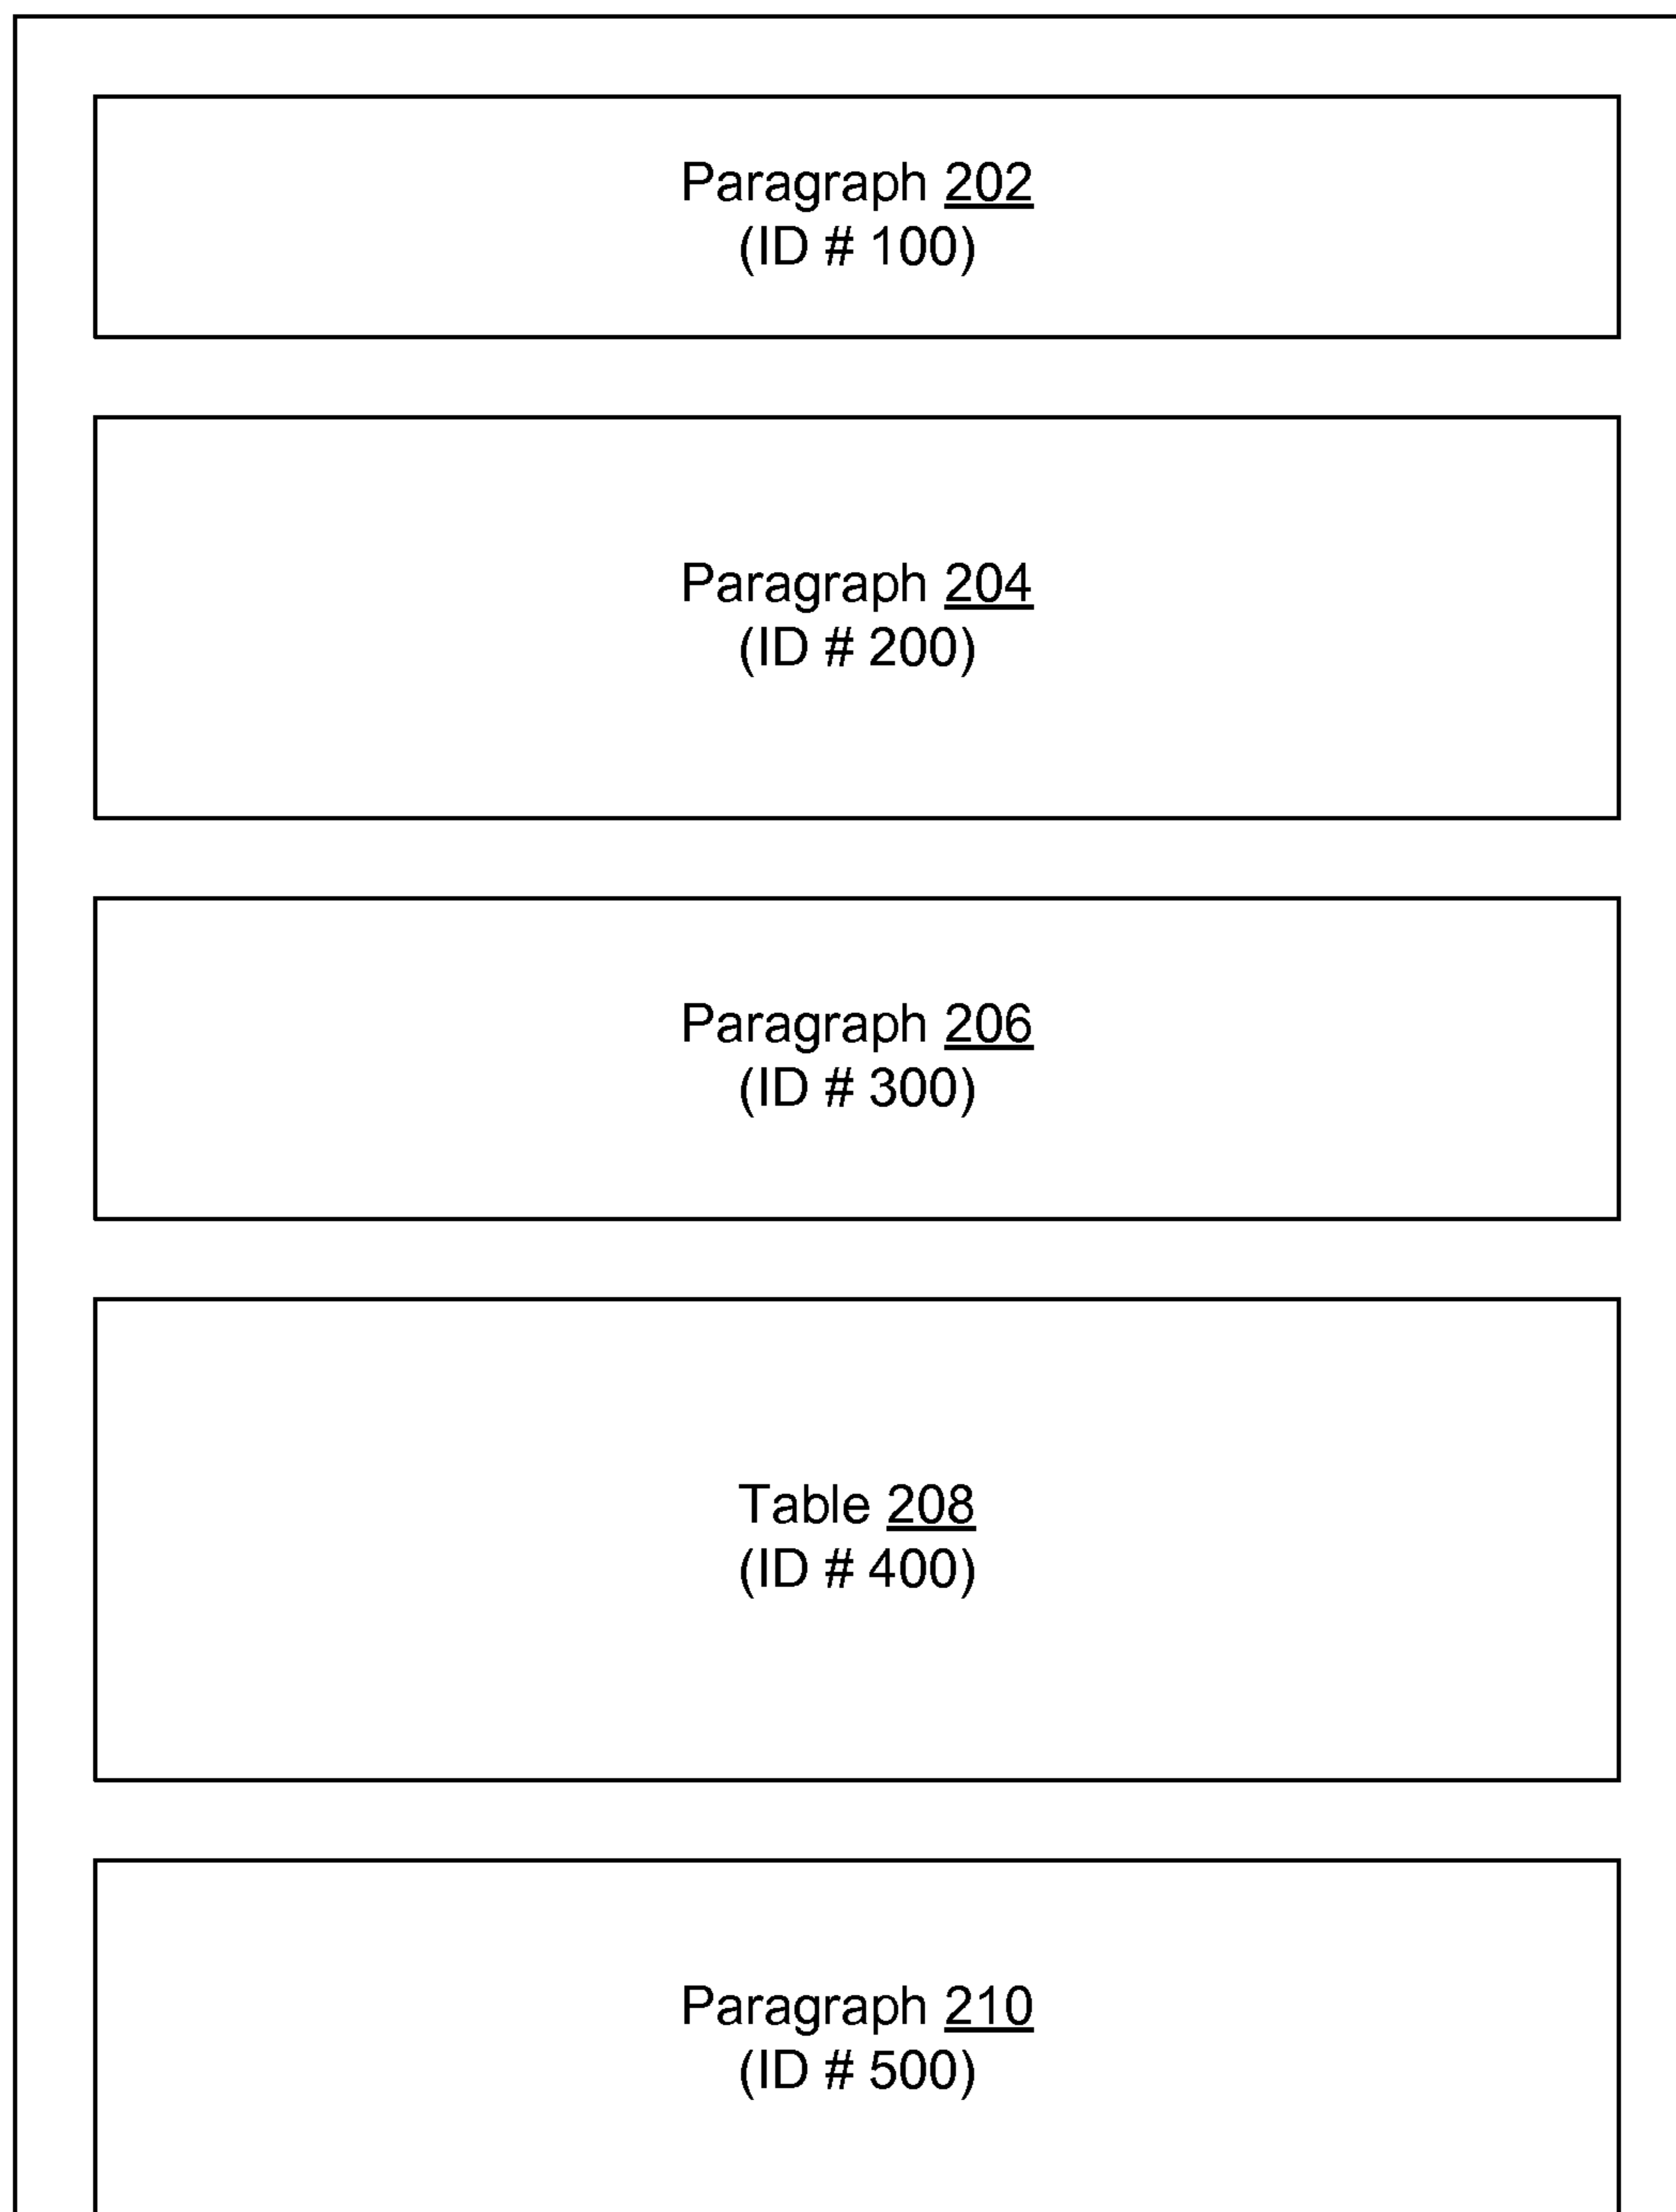 Paragraph 202
(ID # 100)
Paragraph 204
(ID # 200)
Paragraph 206
(ID # 300)
Table 208
(ID # 400)
Paragraph 210
(ID # 500)